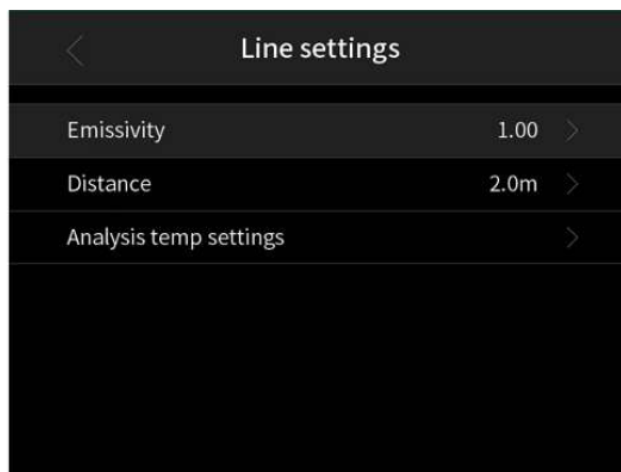 Line settings
Emissivity 1.00
Distance 2.0m
Analysis temp settings